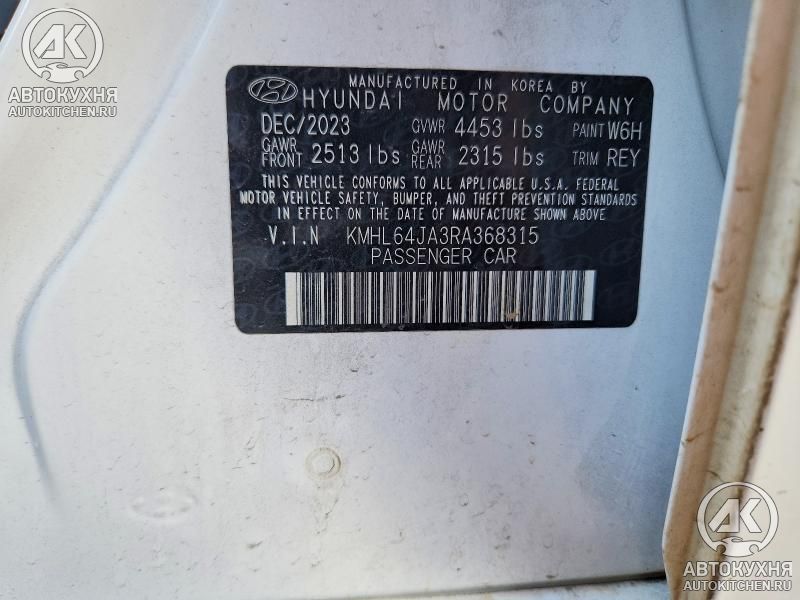 AK
АВТОКУХНЯ
AUTOKITCHEN.RU
MANUFACTURED IN KOREA BY
HYUNDAI MOTOR COMPANY
DEC/2023 GVWR 4453 lbs PAINT W6H
GAWR FRONT 2513 lbs GAWR REAR 2315 lbs TRIM REY
THIS VEHICLE CONFORMS TO ALL APPLICABLE U.S.A. FEDERAL
MOTOR VEHICLE SAFETY, BUMPER, AND THEFT PREVENTION STANDARDS
IN EFFECT ON THE DATE OF MANUFACTURE SHOWN ABOVE
V.I.N KMHL64JA3RA368315
PASSENGER CAR
AK
АВТОКУХНЯ
AUTOKITCHEN.RU